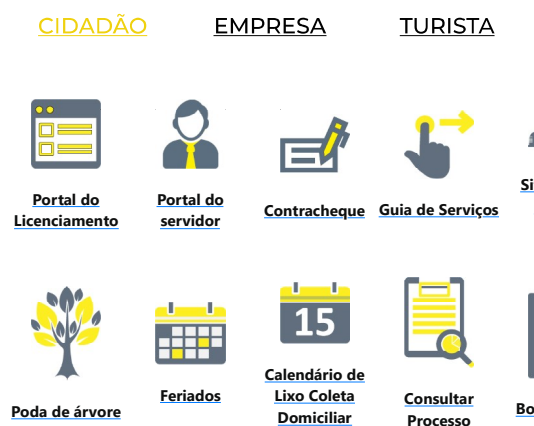 CIDADÃO EMPRESA TURISTA
Portal do
Licenciamento
Portal do
servidor
Contracheque
Guia de Serviços
Poda de árvore
Feriados
15
Calendário de
Lixo Coleta
Domiciliar
Consultar
Processo